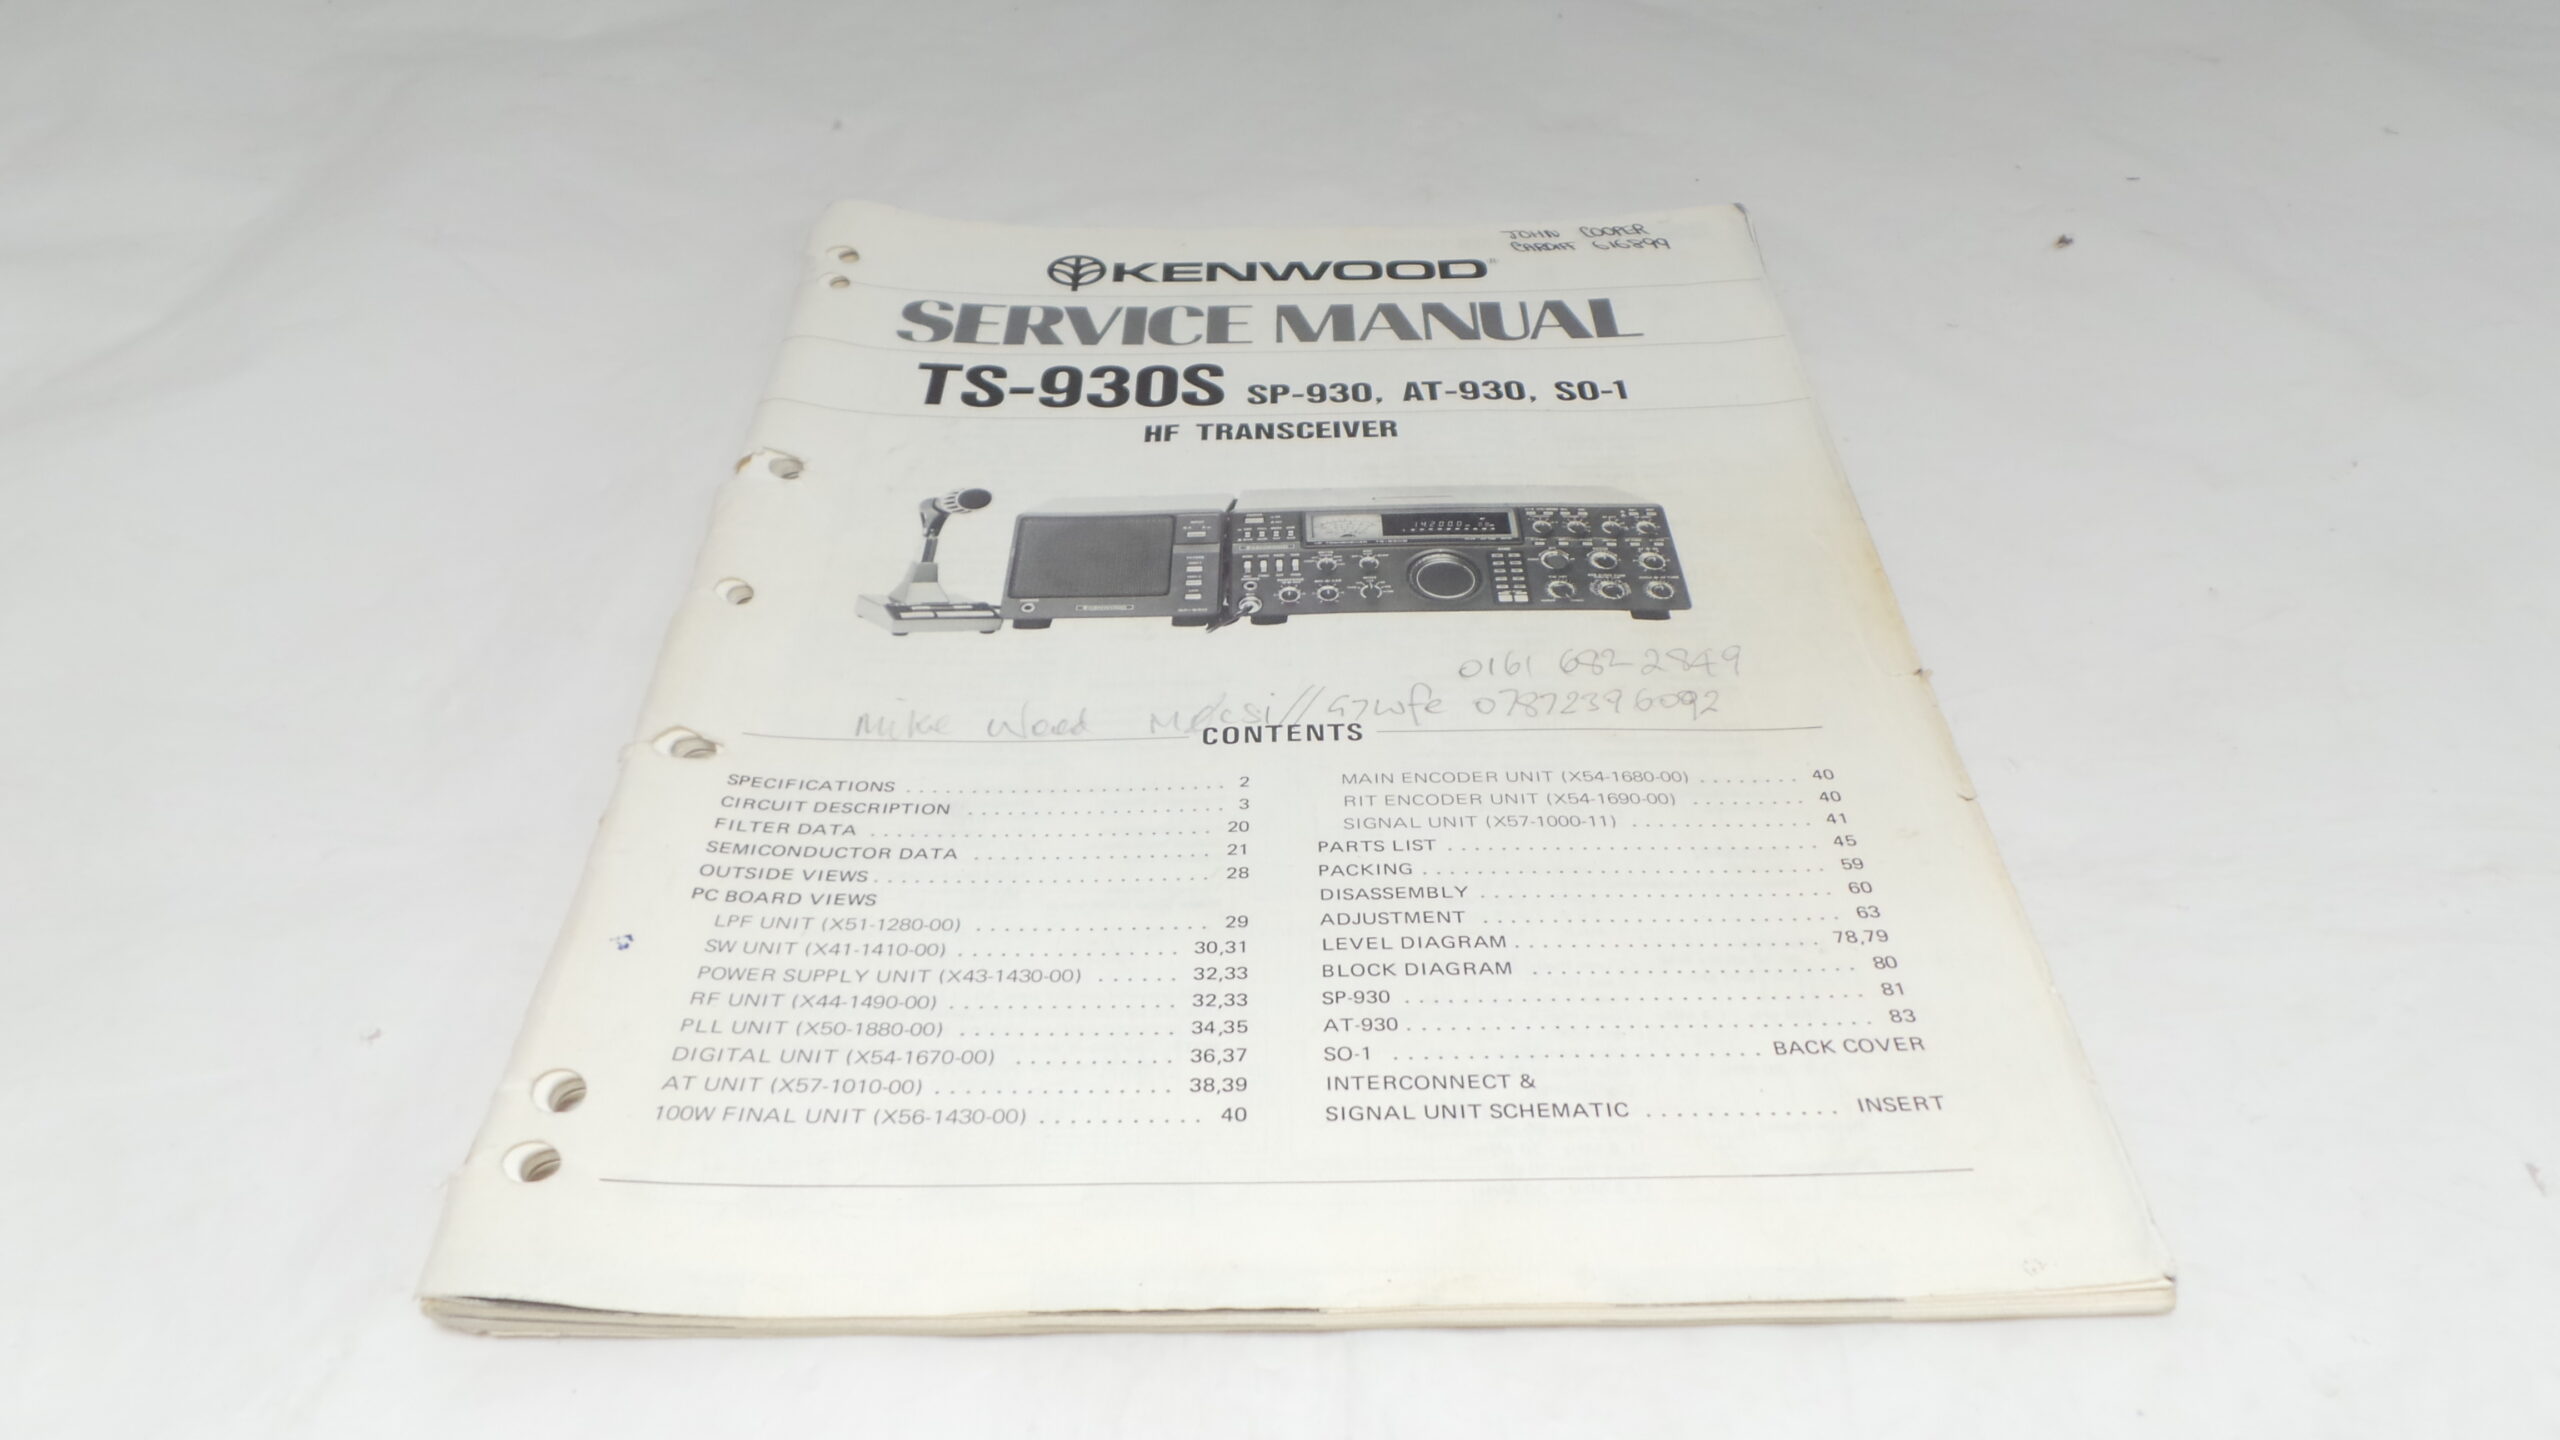 JOHN COOPER
CARDIFF 616899
KENWOOD®
SERVICE MANUAL
TS-930S SP-930, AT-930, SO-1
HF TRANSCEIVER
0161 682 2849
Mike Wood G7wfe 07872396092
CONTENTS
SPECIFICATIONS . . . . . . . . . . . . . . . . . . . . . . . . 2
CIRCUIT DESCRIPTION . . . . . . . . . . . . . . . . . . . . 3
FILTER DATA . . . . . . . . . . . . . . . . . . . . . . . . . . 20
SEMICONDUCTOR DATA . . . . . . . . . . . . . . . . . . 21
OUTSIDE VIEWS . . . . . . . . . . . . . . . . . . . . . . . . . 28
PC BOARD VIEWS
LPF UNIT (X51-1280-00) . . . . . . . . . . . . . . . . . . 29
SW UNIT (X41-1410-00) . . . . . . . . . . . . . . . . . 30,31
POWER SUPPLY UNIT (X43-1430-00) . . . . . . 32,33
RF UNIT (X44-1490-00) . . . . . . . . . . . . . . . . . 32,33
PLL UNIT (X50-1880-00) . . . . . . . . . . . . . . . . 34,35
DIGITAL UNIT (X54-1670-00) . . . . . . . . . . . 36,37
AT UNIT (X57-1010-00) . . . . . . . . . . . . . . . . . 38,39
100W FINAL UNIT (X56-1430-00) . . . . . . . . . . . 40
MAIN ENCODER UNIT (X54-1680-00) . . . . . . . . 40
RIT ENCODER UNIT (X54-1690-00) . . . . . . . . . 40
SIGNAL UNIT (X57-1000-11) . . . . . . . . . . . . . . 41
PARTS LIST . . . . . . . . . . . . . . . . . . . . . . . . . . . . 45
PACKING . . . . . . . . . . . . . . . . . . . . . . . . . . . . . . 59
DISASSEMBLY . . . . . . . . . . . . . . . . . . . . . . . . . . 60
ADJUSTMENT . . . . . . . . . . . . . . . . . . . . . . . . . . 63
LEVEL DIAGRAM . . . . . . . . . . . . . . . . . . . . . . . 78,79
BLOCK DIAGRAM . . . . . . . . . . . . . . . . . . . . . . . . 80
SP-930 . . . . . . . . . . . . . . . . . . . . . . . . . . . . . . . . 81
AT-930 . . . . . . . . . . . . . . . . . . . . . . . . . . . . . . . . 83
SO-1 . . . . . . . . . . . . . . . . . . . . . . . . . . BACK COVER
INTERCONNECT &
SIGNAL UNIT SCHEMATIC . . . . . . . . . . . . . INSERT